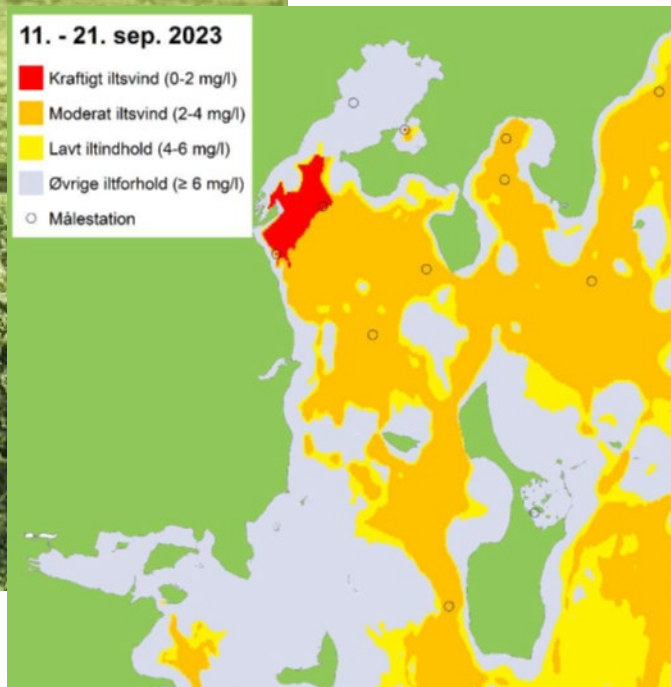 11. - 21. sep. 2023
Kraftigt iltsvind (0-2 mg/l)
Moderat iltsvind (2-4 mg/l)
Lavt iltindhold (4-6 mg/l)
Øvrige iltforhold (≥ 6 mg/l)
Målestation